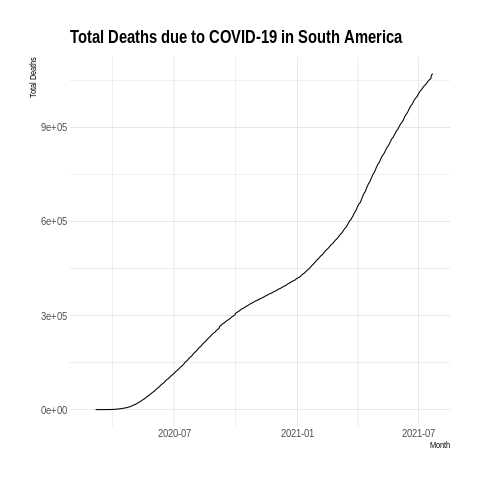 Total Deaths due to COVID-19 in South America
Total Deaths
9e+05
6e+05
3e+05
0e+00
2020-07 2021-01 2021-07
Month